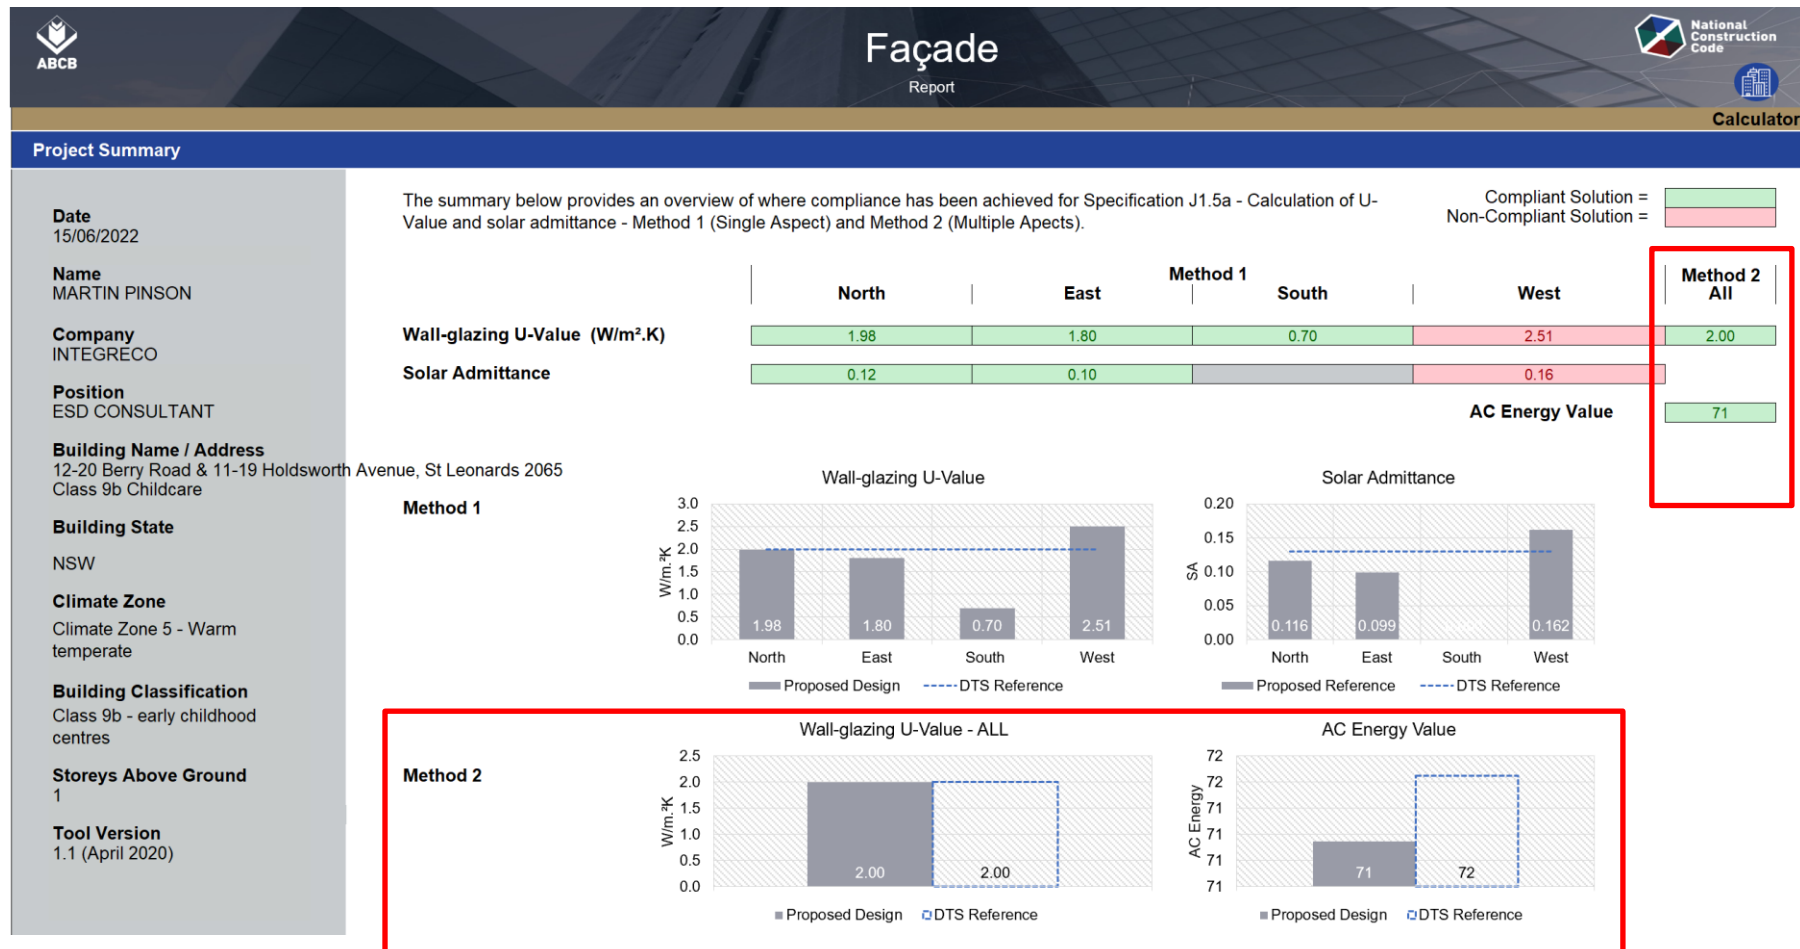 ABCB
Façade
Report
National
Construction
Code
Calculator
Project Summary
Date
15/06/2022
Name
MARTIN PINSON
Company
INTEGRECO
Position
ESD CONSULTANT
Building Name / Address
12-20 Berry Road & 11-19 Holdsworth Avenue, St Leonards 2065
Class 9b Childcare
Building State
NSW
Climate Zone
Climate Zone 5 - Warm
temperate
Building Classification
Class 9b - early childhood
centres
Storeys Above Ground
1
Tool Version
1.1 (April 2020)
The summary below provides an overview of where compliance has been achieved for Specification J1.5a - Calculation of U-
Value and solar admittance - Method 1 (Single Aspect) and Method 2 (Multiple Apects).
Compliant Solution =
Non-Compliant Solution =
Method 1
Method 2
North East South West All
Wall-glazing U-Value (W/m².K) 1.98 1.80 0.70 2.51 2.00
Solar Admittance 0.12 0.10 0.16
AC Energy Value 71
Method 1
Wall-glazing U-Value
3.0
2.5
2.0
1.5
1.0
0.5
0.0
W/m.²K
1.98 1.80 0.70 2.51
North East South West
Proposed Design DTS Reference
Solar Admittance
0.20
0.15
0.10
0.05
0.00
SA
0.116 0.099 0.162
North East South West
Proposed Reference DTS Reference
Method 2
Wall-glazing U-Value - ALL
2.5
2.0
1.5
1.0
0.5
0.0
W/m.²K
2.00 2.00
Proposed Design DTS Reference
AC Energy Value
72
72
71
71
71
71
AC Energy
71 72
Proposed Design DTS Reference